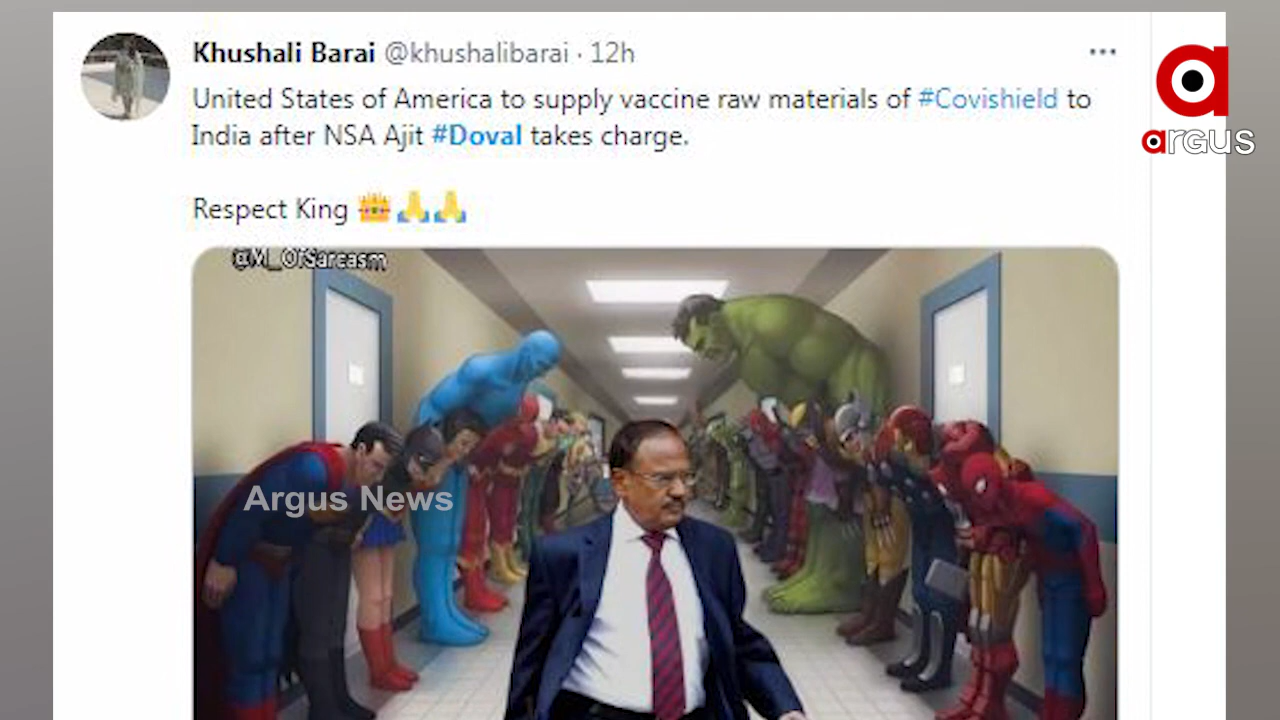 Khushali Barai @khushalibarai · 12h
United States of America to supply vaccine raw materials of #Covishield to
India after NSA Ajit #Doval takes charge.
Respect King 👑🙏🙏
@M_OfSarcasm
Argus News
argus